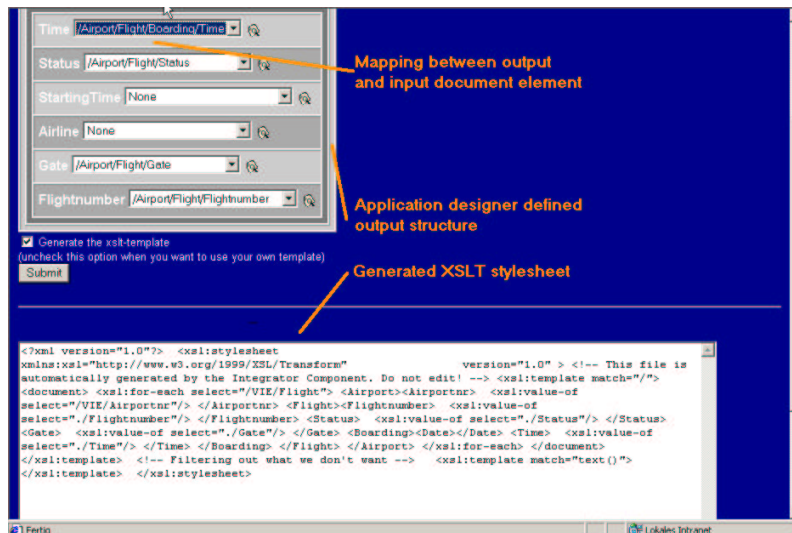 Time /Airport/Flight/Boarding/Time
Mapping between output
and input document element
Status /Airport/Flight/Status
StartingTime None
Airline None
Gate /Airport/Flight/Gate
Flightnumber /Airport/Flight/Flightnumber
Application designer defined
output structure
Generate the xslt-template
(uncheck this option when you want to use your own template)
Submit
Generated XSLT stylesheet
<?xml version="1.0"?> <xsl:stylesheet
xmlns:xsl="http://www.w3.org/1999/XSL/Transform" version="1.0" > <!-- This file is
automatically generated by the Integrator Component. Do not edit! --> <xsl:template match="/">
<document> <xsl:for-each select="/VIE/Flight"> <Airport><Airportnr> <xsl:value-of
select="/VIE/Airportnr"/> </Airportnr> <Flight><Flightnumber> <xsl:value-of
select="./Flightnumber"/> </Flightnumber> <Status> <xsl:value-of select="./Status"/> </Status>
<Gate> <xsl:value-of select="./Gate"/> </Gate> <Boarding><Date></Date> <Time> <xsl:value-of
select="./Time"/> </Time> </Boarding> </Flight> </Airport> </xsl:for-each> </document>
</xsl:template> <!-- Filtering out what we don't want --> <xsl:template match="text()">
</xsl:template> </xsl:stylesheet>
Fertig
Lokales Intranet